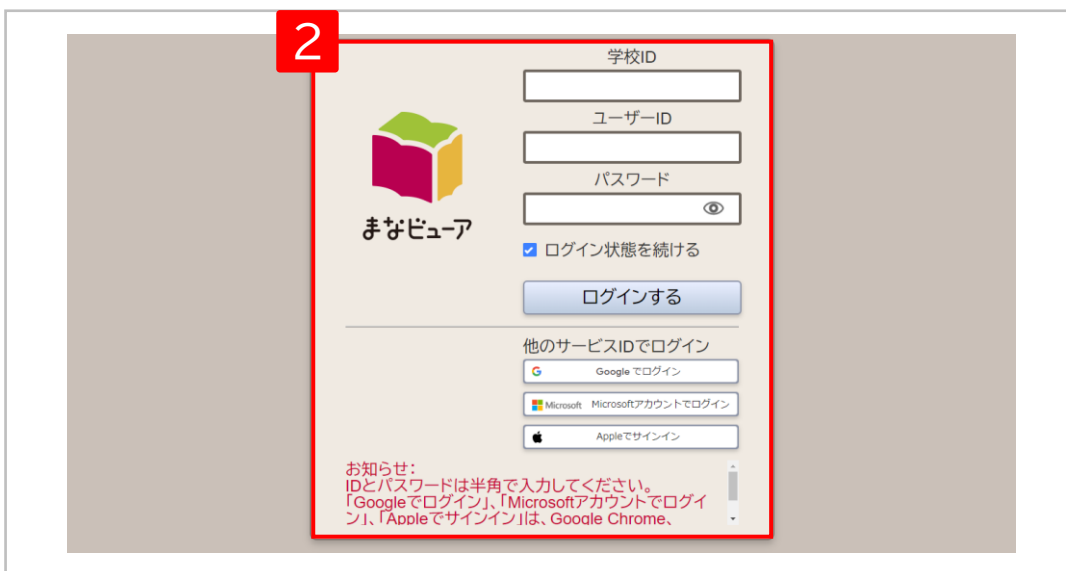 2
学校ID
ユーザーID
パスワード
まなビューア
ログイン状態を続ける
ログインする
他のサービスIDでログイン
Google でログイン
Microsoft Microsoftアカウントでログイン
Appleでサインイン
お知らせ:
IDとパスワードは半角で入力してください。
「Googleでログイン」、「Microsoftアカウントでログイ
ン」、「Appleでサインイン」は、Google Chrome、